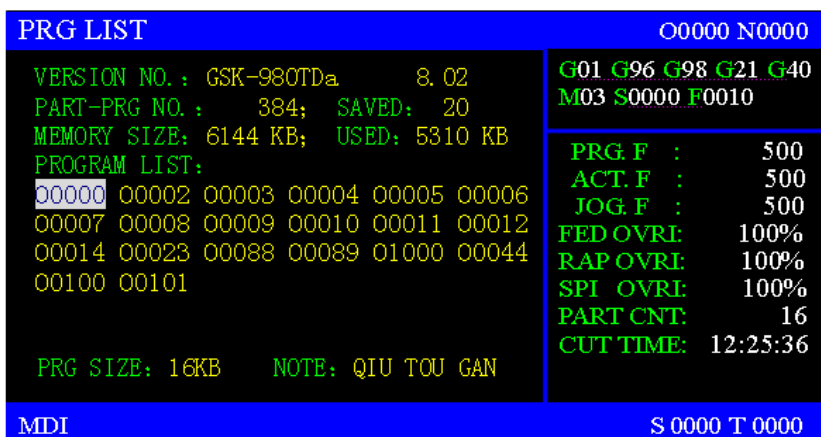 PRG LIST O0000 N0000
VERSION NO.: GSK-980TDa 8.02
PART-PRG NO.: 384; SAVED: 20
MEMORY SIZE: 6144 KB; USED: 5310 KB
PROGRAM LIST:
O0000 O0002 O0003 O0004 O0005 O0006
O0007 O0008 O0009 O0010 O0011 O0012
O0014 O0023 O0088 O0089 O1000 O0044
O0100 O0101
PRG SIZE: 16KB NOTE: QIU TOU GAN
G01 G96 G98 G21 G40
M03 S0000 F0010
PRG. F : 500
ACT. F : 500
JOG. F : 500
FED OVRI: 100%
RAP OVRI: 100%
SPI OVRI: 100%
PART CNT: 16
CUT TIME: 12:25:36
MDI S 0000 T 0000